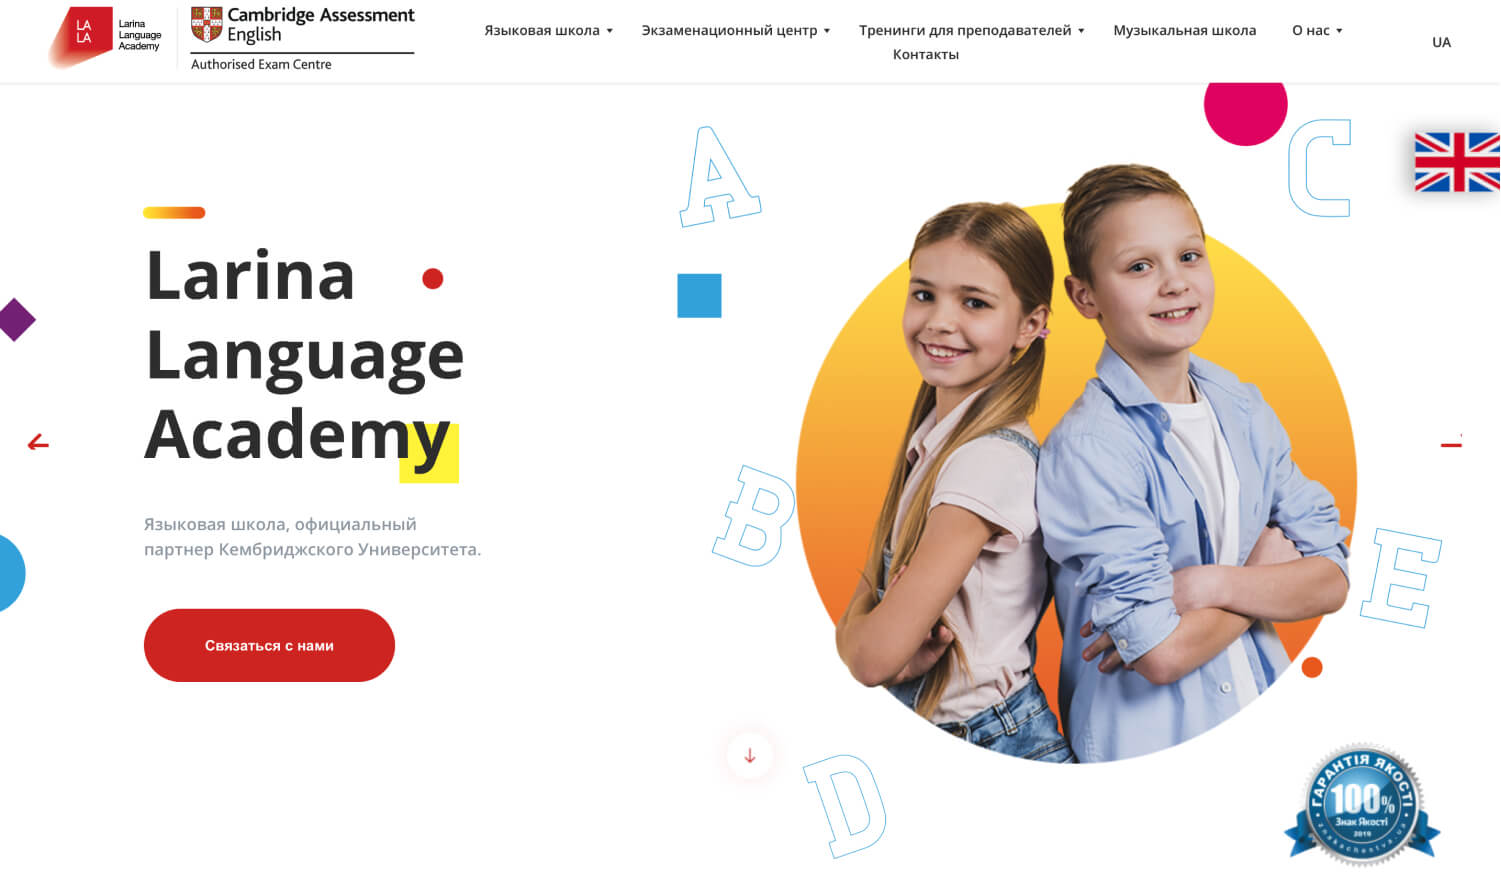 LA
LA
Larina
Language
Academy
Cambridge Assessment
English
Authorised Exam Centre
Языковая школа
Экзаменационный центр
Тренинги для преподавателей
Музыкальная школа
О нас
Контакты
UA
A
C
Larina
Language
Academy
B
E
Языковая школа, официальный
партнер Кембриджского Университета.
Связаться с нами
D
ГАРАНТІЯ ЯКОСТІ
100%
Знак Якості
2019
znakachestva.ua